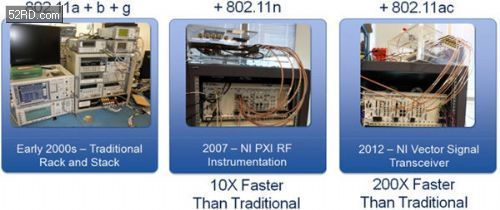 52RD.com
802.11a + b + g
+ 802.11n
+ 802.11ac
Early 2000s – Traditional
Rack and Stack
2007 – NI PXI RF
Instrumentation
2012 – NI Vector Signal
Transceiver
10X Faster
Than Traditional
200X Faster
Than Traditional